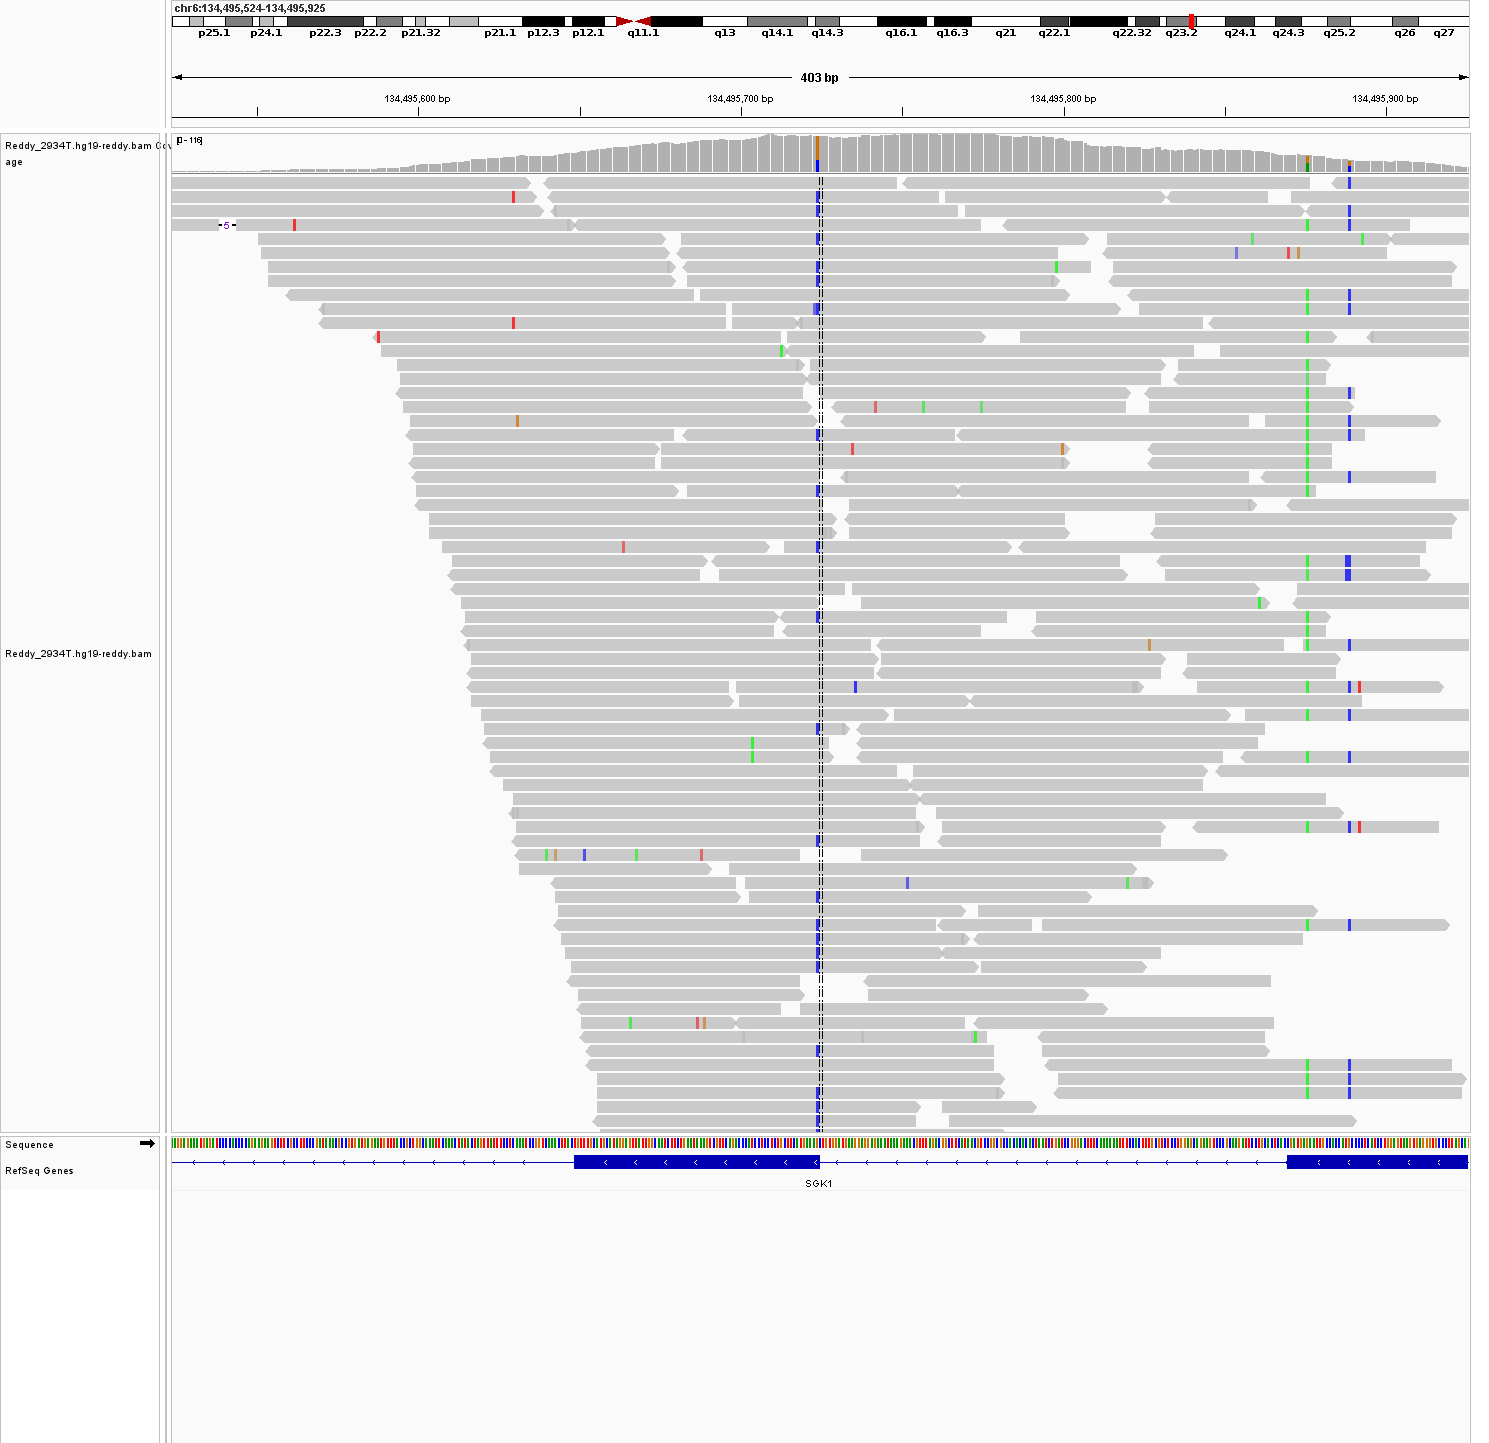 chr6:134,495,524-134,495,925
p25.1 p24.1 p22.3 p22.2 p21.32 p21.1 p12.3 p12.1 q11.1 q13 q14.1 q14.3 q16.1 q16.3 q21 q22.1 q22.32 q23.2 q24.1 q24.3 q25.2 q26 q27
403 bp
134,495,600 bp 134,495,700 bp 134,495,800 bp 134,495,900 bp
[0 - 116]
Reddy_2934T.hg19-reddy.bam Cov
age
5
Reddy_2934T.hg19-reddy.bam
Sequence
RefSeq Genes
SGK1